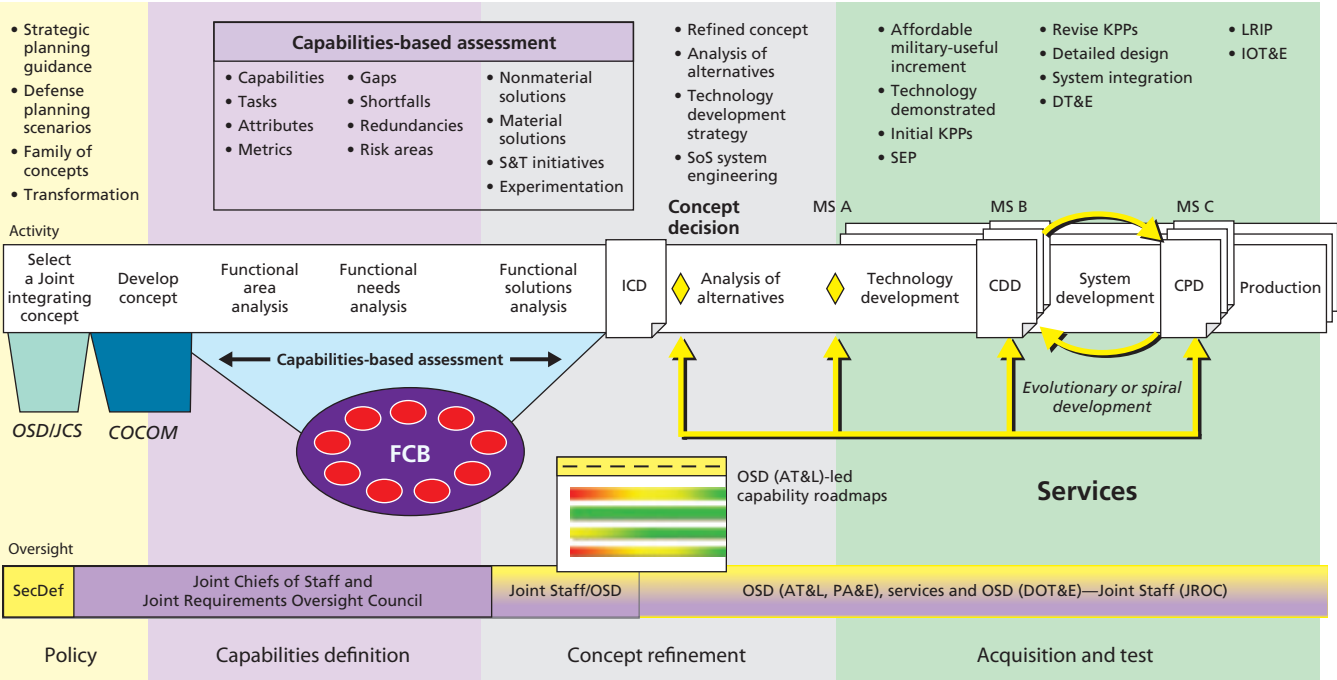 • Strategic
planning
guidance
• Defense
planning
scenarios
• Family of
concepts
• Transformation
Capabilities-based assessment
• Capabilities
• Tasks
• Attributes
• Metrics
• Gaps
• Shortfalls
• Redundancies
• Risk areas
• Nonmaterial
solutions
• Material
solutions
• S&T initiatives
• Experimentation
• Refined concept
• Analysis of
alternatives
• Technology
development
strategy
• SoS system
engineering
• Affordable
military-useful
increment
• Technology
demonstrated
• Initial KPPs
• SEP
• Revise KPPs
• Detailed design
• System integration
• DT&E
• LRIP
• IOT&E
Concept
decision
MS A
MS B
MS C
Activity
Select
a Joint
integrating
concept
Develop
concept
Functional
area
analysis
Functional
needs
analysis
Functional
solutions
analysis
ICD
Analysis of
alternatives
Technology
development
CDD
System
development
CPD
Production
Capabilities-based assessment
OSD/JCS
COCOM
FCB
Evolutionary or spiral
development
OSD (AT&L)-led
capability roadmaps
Services
Oversight
SecDef
Joint Chiefs of Staff and
Joint Requirements Oversight Council
Joint Staff/OSD
OSD (AT&L, PA&E), services and OSD (DOT&E)—Joint Staff (JROC)
Policy
Capabilities definition
Concept refinement
Acquisition and test